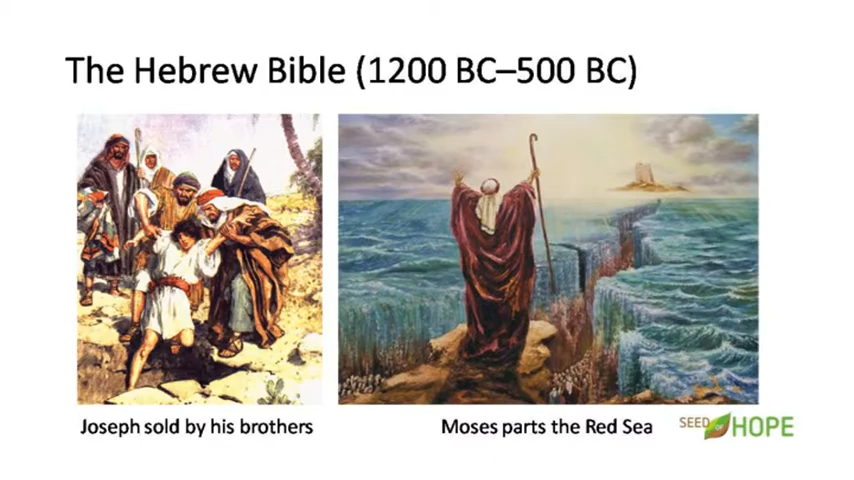 The Hebrew Bible (1200 BC–500 BC)
Joseph sold by his brothers
Moses parts the Red Sea
SEED OF HOPE